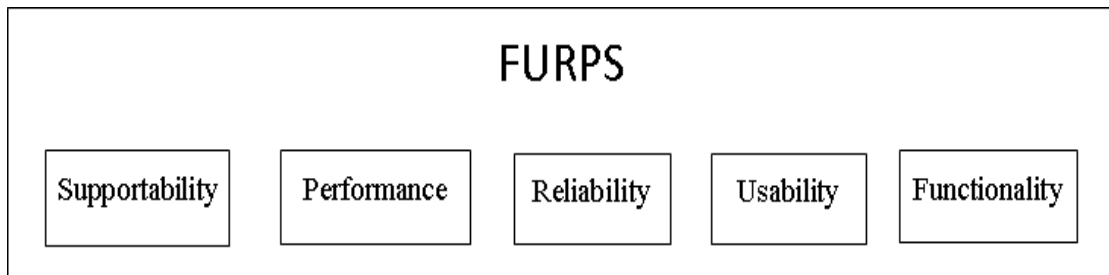 FURPS
Supportability
Performance
Reliability
Usability
Functionality